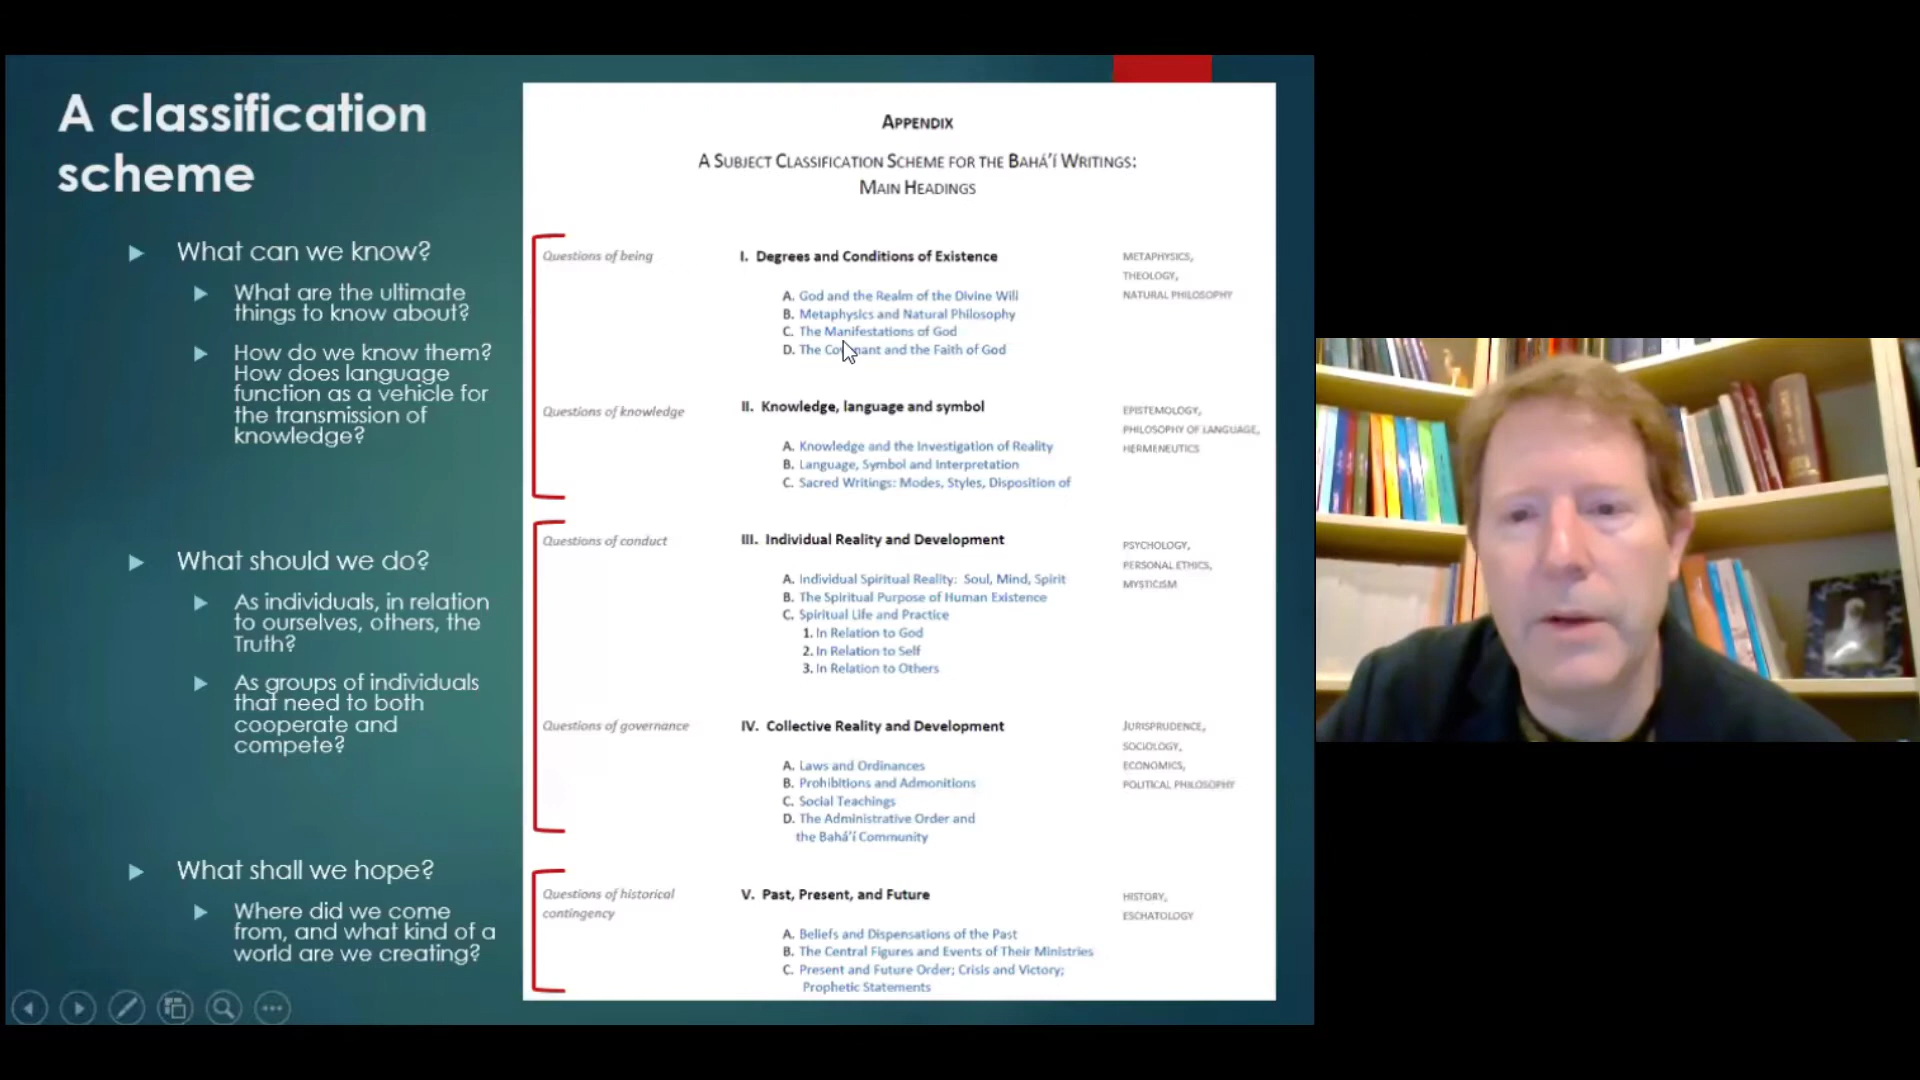 A classification
scheme
What can we know?
What are the ultimate
things to know about?
How do we know them?
How does language
function as a vehicle for
the transmission of
knowledge?
What should we do?
As individuals, in relation
to ourselves, others, the
Truth?
As groups of individuals
that need to both
cooperate and
compete?
What shall we hope?
Where did we come
from, and what kind of a
world are we creating?
APPENDIX
A SUBJECT CLASSIFICATION SCHEME FOR THE BAHÁ'Í WRITINGS:
MAIN HEADINGS
Questions of being
I. Degrees and Conditions of Existence
METAPHYSICS,
THEOLOGY,
NATURAL PHILOSOPHY
A. God and the Realm of the Divine Will
B. Metaphysics and Natural Philosophy
C. The Manifestations of God
D. The Covenant and the Faith of God
Questions of knowledge
II. Knowledge, language and symbol
EPISTEMOLOGY,
PHILOSOPHY OF LANGUAGE,
HERMENEUTICS
A. Knowledge and the Investigation of Reality
B. Language, Symbol and Interpretation
C. Sacred Writings: Modes, Styles, Disposition of
Questions of conduct
III. Individual Reality and Development
PSYCHOLOGY,
PERSONAL ETHICS,
MYSTICISM
A. Individual Spiritual Reality: Soul, Mind, Spirit
B. The Spiritual Purpose of Human Existence
C. Spiritual Life and Practice
1. In Relation to God
2. In Relation to Self
3. In Relation to Others
Questions of governance
IV. Collective Reality and Development
JURISPRUDENCE,
SOCIOLOGY,
ECONOMICS,
POLITICAL PHILOSOPHY
A. Laws and Ordinances
B. Prohibitions and Admonitions
C. Social Teachings
D. The Administrative Order and
the Bahá'í Community
Questions of historical
contingency
V. Past, Present, and Future
HISTORY,
ESCHATOLOGY
A. Beliefs and Dispensations of the Past
B. The Central Figures and Events of Their Ministries
C. Present and Future Order; Crisis and Victory;
Prophetic Statements